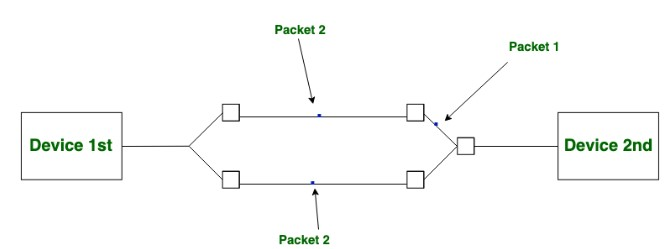 Packet 2
Packet 1
Device 1st
Device 2nd
Packet 2